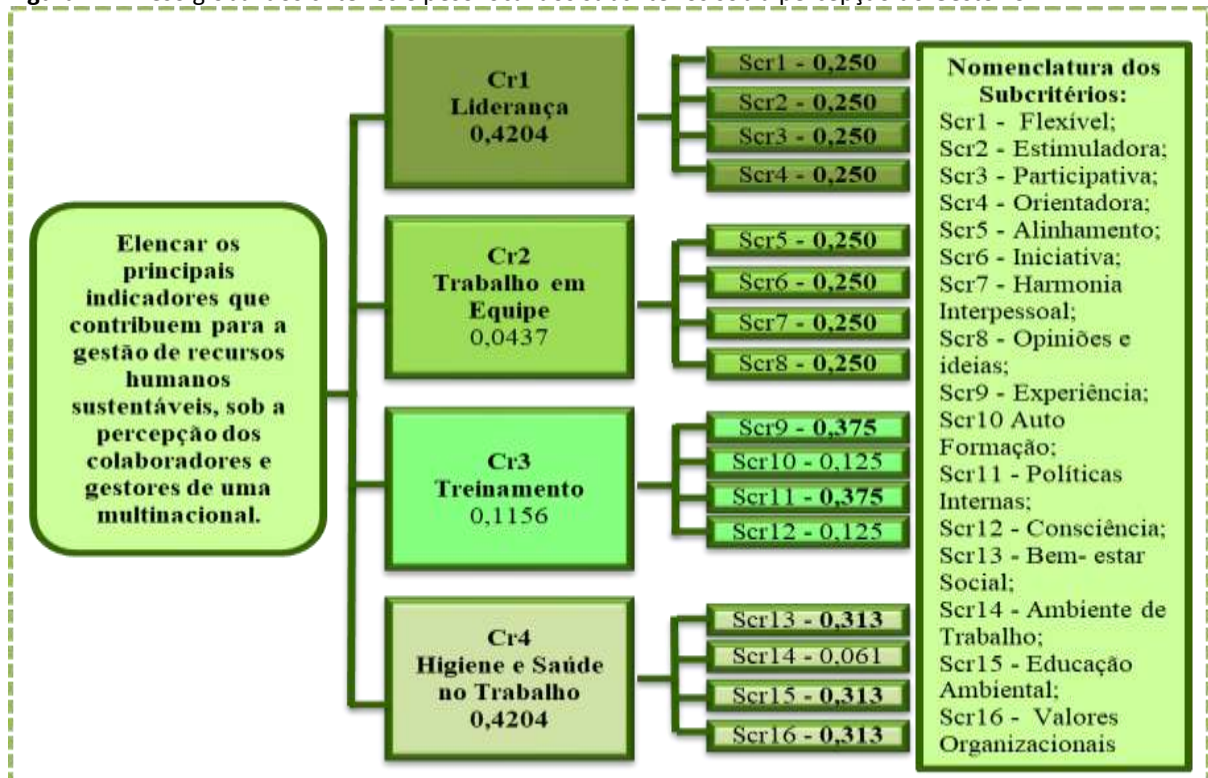 Elencar os
principais
indicadores que
contribuem para a
gestão de recursos
humanos
sustentáveis, sob a
percepção dos
colaboradores e
gestores de uma
multinacional.
Cr1
Liderança
0,4204
Scr1 - 0,250
Scr2 - 0,250
Scr3 - 0,250
Scr4 - 0,250
Cr2
Trabalho em
Equipe
0,0437
Scr5 - 0,250
Scr6 - 0,250
Scr7 - 0,250
Scr8 - 0,250
Cr3
Treinamento
0,1156
Scr9 - 0,375
Scr10 - 0,125
Scr11 - 0,375
Scr12 - 0,125
Cr4
Higiene e Saúde
no Trabalho
0,4204
Scr13 - 0,313
Scr14 - 0,061
Scr15 - 0,313
Scr16 - 0,313
Nomenclatura dos
Subcritérios:
Scr1 - Flexível;
Scr2 - Estimuladora;
Scr3 - Participativa;
Scr4 - Orientadora;
Scr5 - Alinhamento;
Scr6 - Iniciativa;
Scr7 - Harmonia
Interpessoal;
Scr8 - Opiniões e
ideias;
Scr9 - Experiência;
Scr10 Auto
Formação;
Scr11 - Políticas
Internas;
Scr12 - Consciência;
Scr13 - Bem- estar
Social;
Scr14 - Ambiente de
Trabalho;
Scr15 - Educação
Ambiental;
Scr16 - Valores
Organizacionais